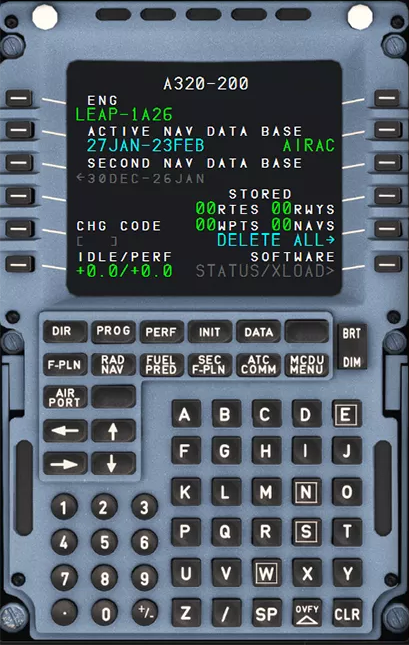 A320-200
ENG
LEAP-1A26
ACTIVE NAV DATA BASE
27JAN-23FEB AIRAC
SECOND NAV DATA BASE
←30DEC-26JAN
STORED
00RTES 00RWYS
CHG CODE 00WPTS 00NAVS
[ ] DELETE ALL→
IDLE/PERF SOFTWARE
+0.0/+0.0 STATUS/XLOAD>
DIR PROG PERF INIT DATA BRT
F-PLN RAD NAV FUEL PRED SEC F-PLN ATC COMM MCDU MENU DIM
AIR PORT
← ↑
→ ↓
A B C D E
F G H I J
K L M N O
P Q R S T
U V W X Y
Z / SP OVFY CLR
1 2 3
4 5 6
7 8 9
. 0 +/-